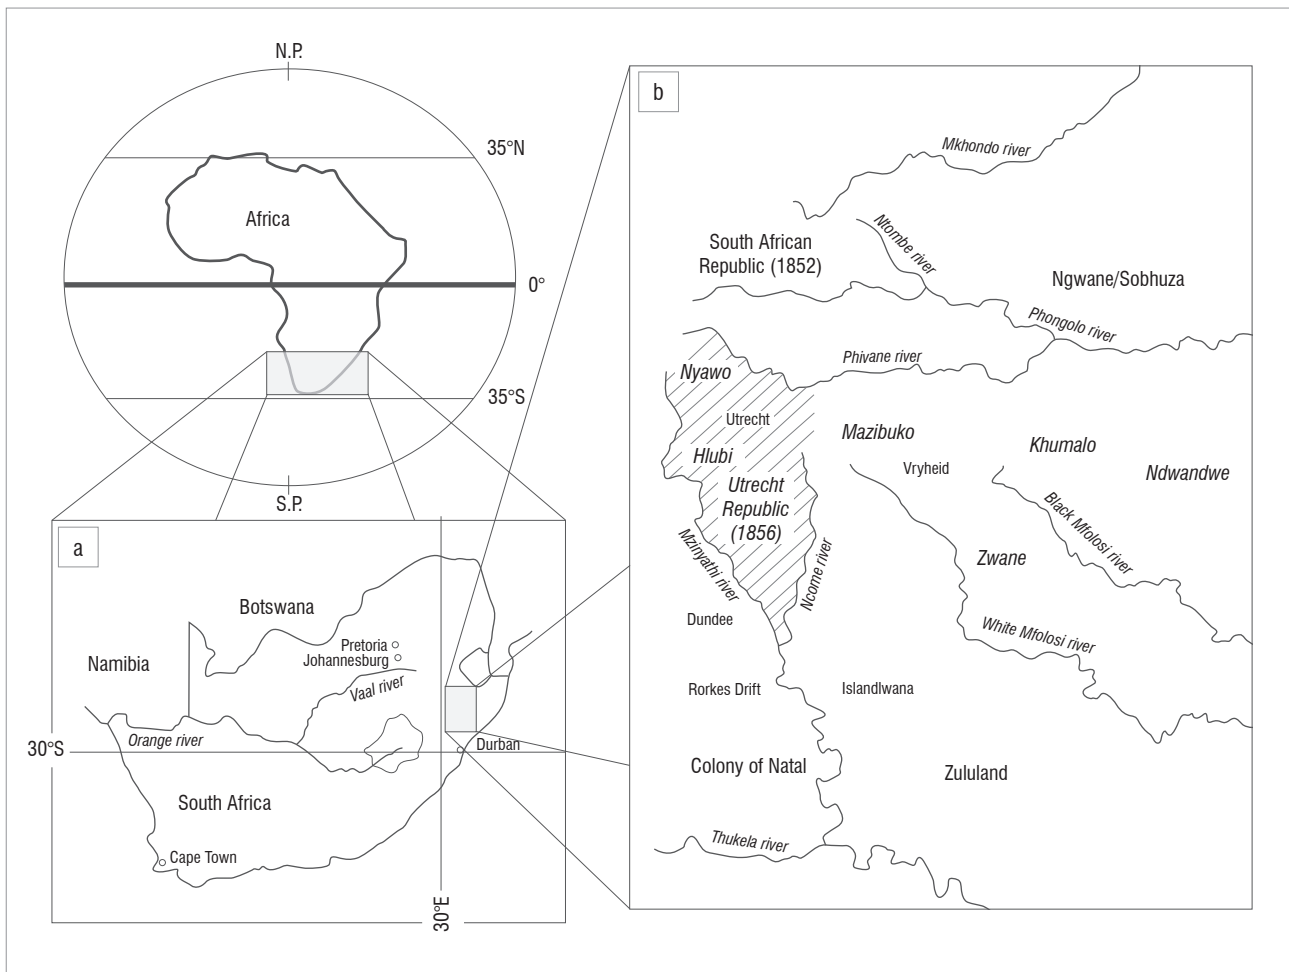 N.P.
35°N
Africa
0°
35°S
S.P.
a
Botswana
Pretoria
Johannesburg
Namibia
Vaal river
Orange river
30°S
Durban
South Africa
Cape Town
30°E
b
Mkhondo river
Ntombe river
South African
Republic (1852)
Ngwane/Sobhuza
Phongolo river
Phivane river
Nyawo
Utrecht
Mazibuko
Khumalo
Hlubi
Vryheid
Ndwandwe
Utrecht
Republic
(1856)
Black Mfolosi river
Mzinyathi river
Ncome river
Zwane
Dundee
White Mfolosi river
Rorkes Drift
Islandlwana
Colony of Natal
Zululand
Thukela river